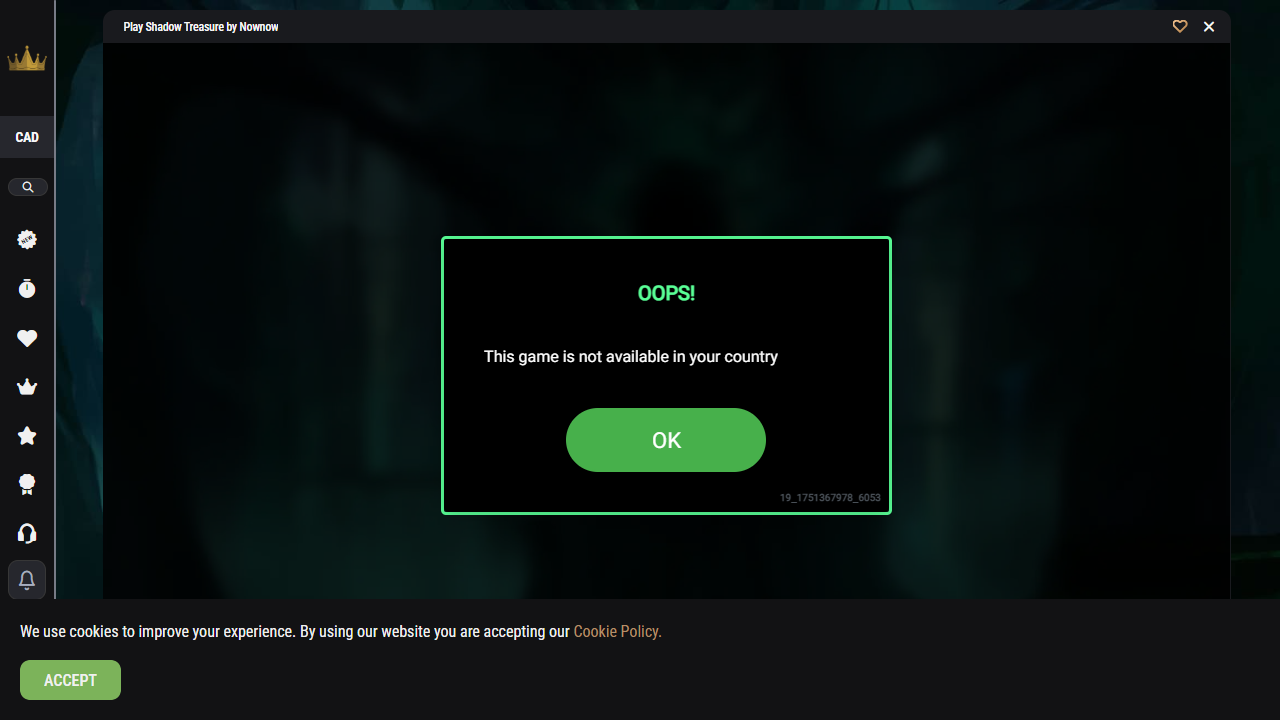 Play Shadow Treasure by Nownow
CAD
NEW
OOPS!
This game is not available in your country
OK
19_1751367978_6053
We use cookies to improve your experience. By using our website you are accepting our Cookie Policy.
ACCEPT